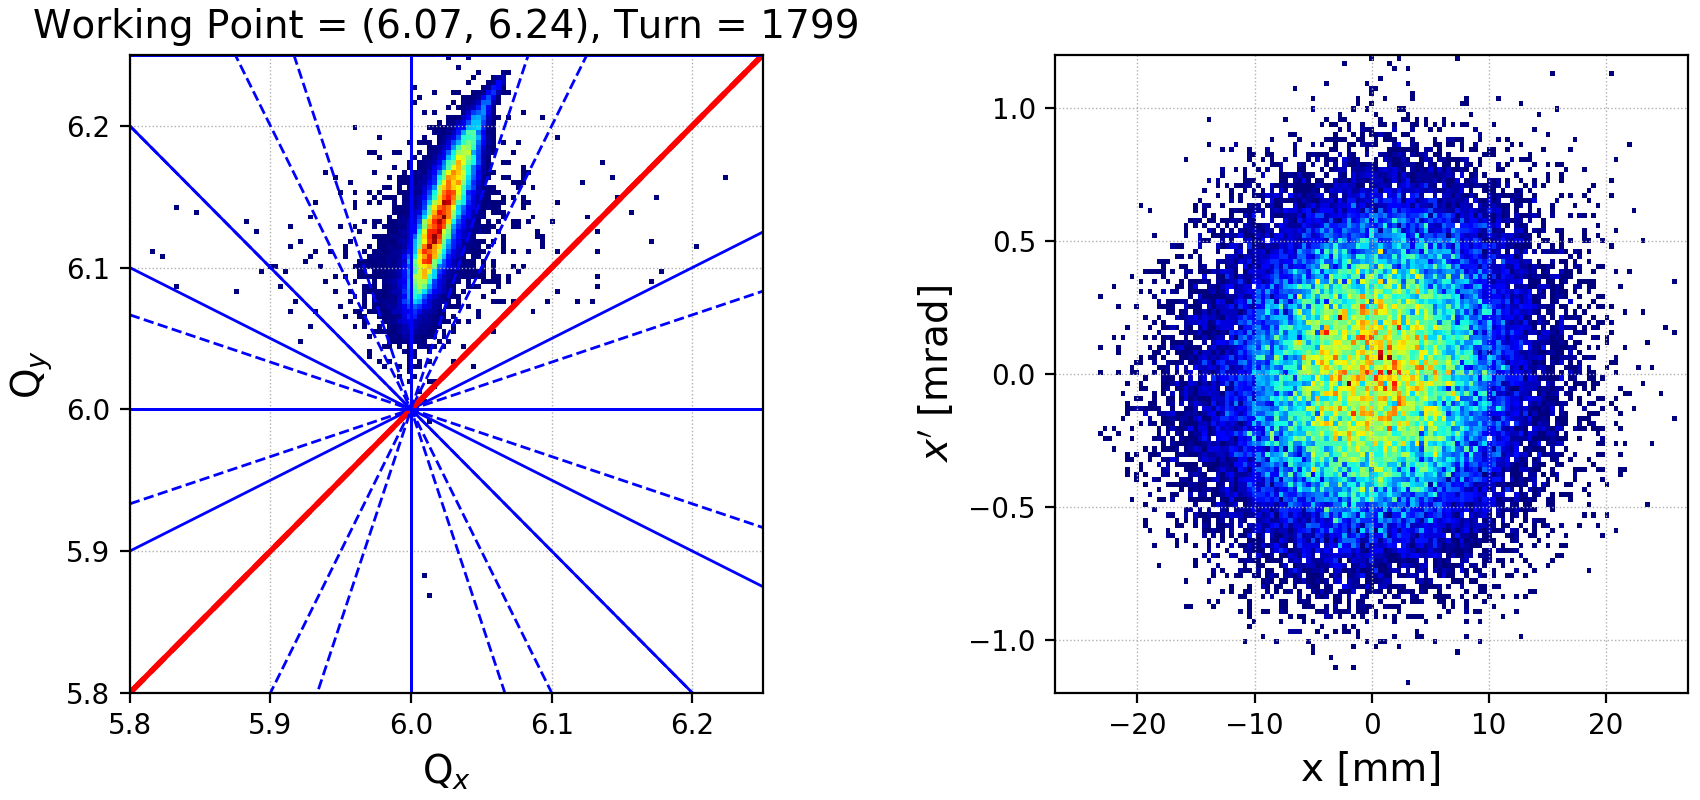 Working Point = (6.07, 6.24), Turn = 1799
6.2
6.1
6.0
5.9
5.8
5.8 5.9 6.0 6.1 6.2
Qy
Qx
1.0
0.5
0.0
−0.5
−1.0
−20 −10 0 10 20
x′ [mrad]
x [mm]